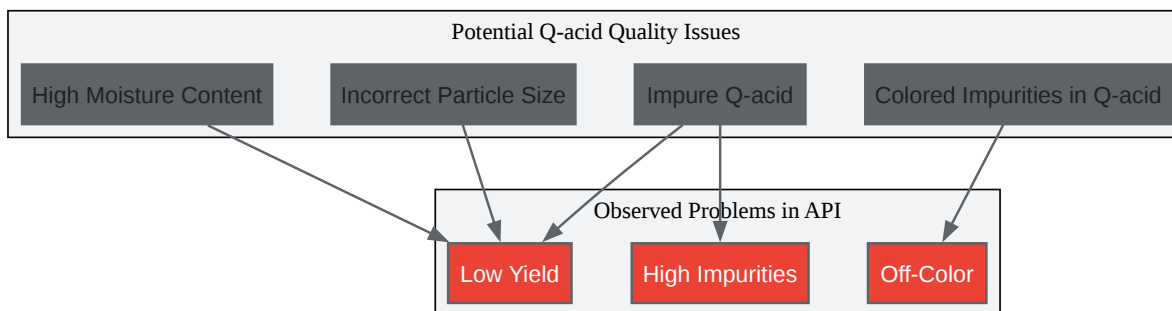 Potential Q-acid Quality Issues
High Moisture Content
Incorrect Particle Size
Impure Q-acid
Colored Impurities in Q-acid
Observed Problems in API
Low Yield
High Impurities
Off-Color